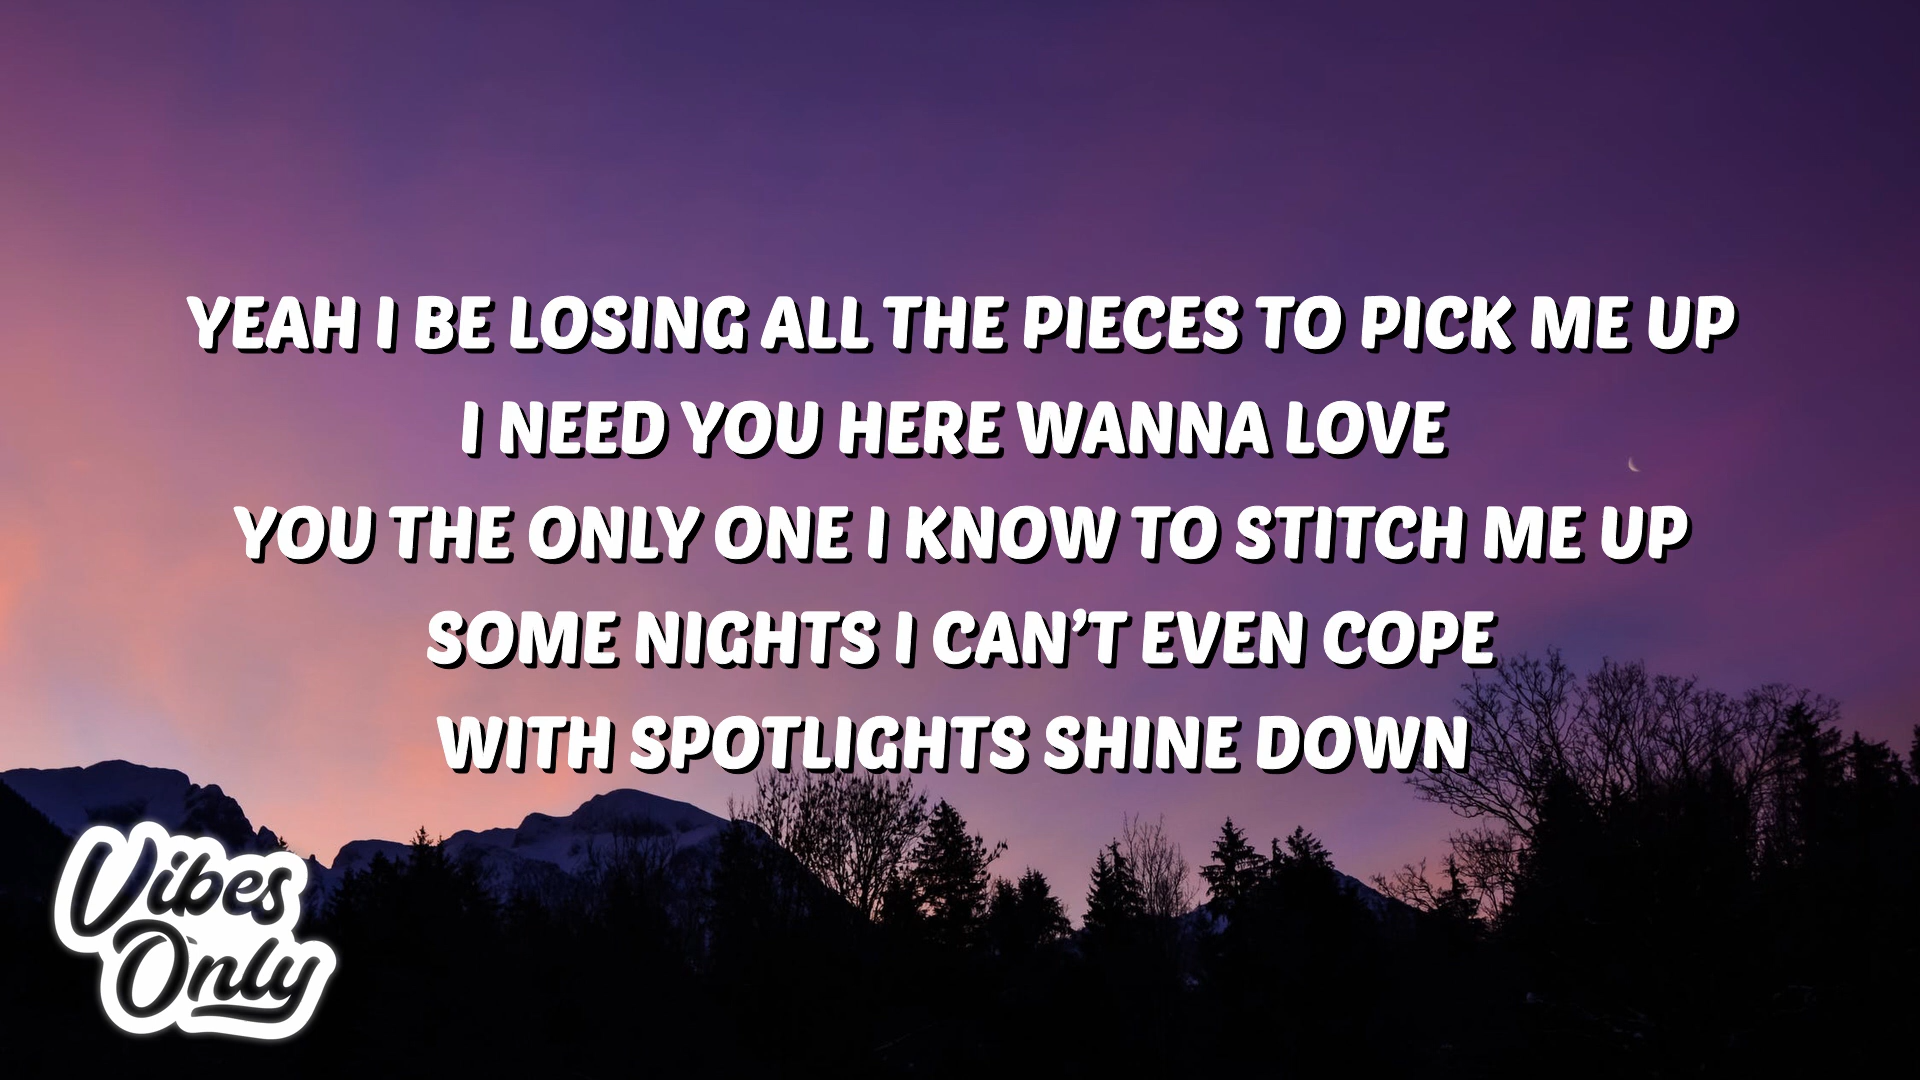 YEAH I BE LOSING ALL THE PIECES TO PICK ME UP
I NEED YOU HERE WANNA LOVE
YOU THE ONLY ONE I KNOW TO STITCH ME UP
SOME NIGHTS I CAN’T EVEN COPE
WITH SPOTLIGHTS SHINE DOWN
Vibes
Only